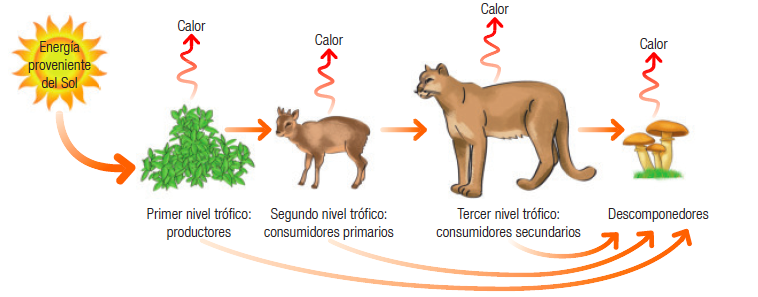 Energía
proveniente
del Sol
Calor
Calor
Calor
Calor
Primer nivel trófico:
productores
Segundo nivel trófico:
consumidores primarios
Tercer nivel trófico:
consumidores secundarios
Descomponedores